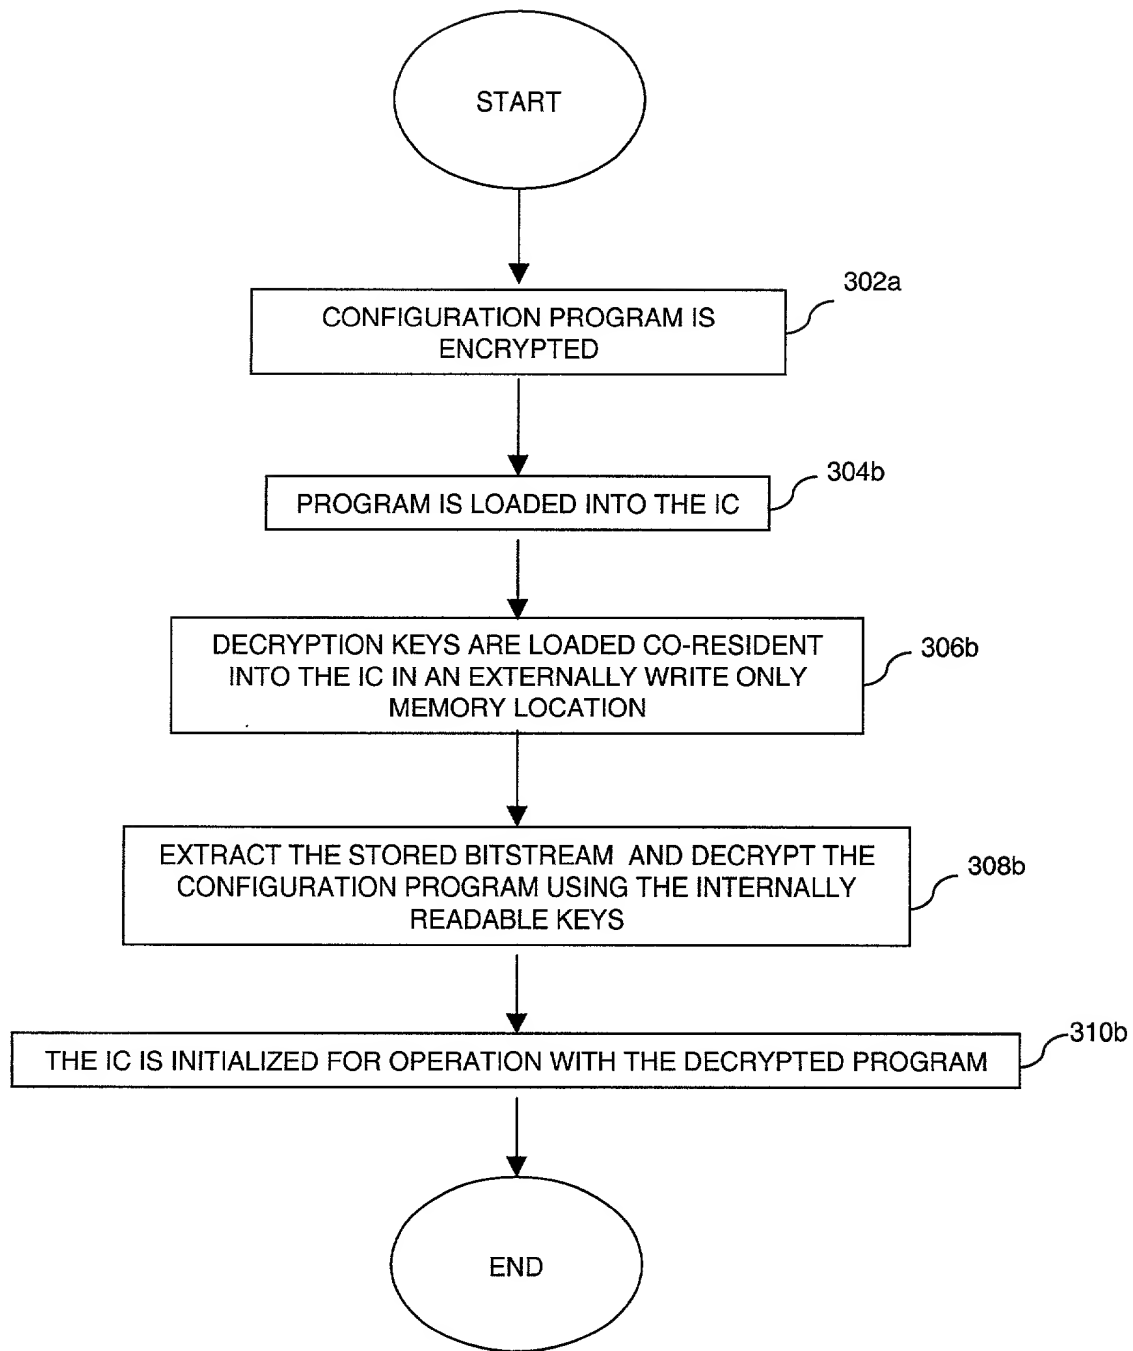 START
302a
CONFIGURATION PROGRAM IS
ENCRYPTED
304b
PROGRAM IS LOADED INTO THE IC
DECRYPTION KEYS ARE LOADED CO-RESIDENT
INTO THE IC IN AN EXTERNALLY WRITE ONLY
MEMORY LOCATION
306b
EXTRACT THE STORED BITSTREAM AND DECRYPT THE
CONFIGURATION PROGRAM USING THE INTERNALLY
READABLE KEYS
308b
310b
THE IC IS INITIALIZED FOR OPERATION WITH THE DECRYPTED PROGRAM
END